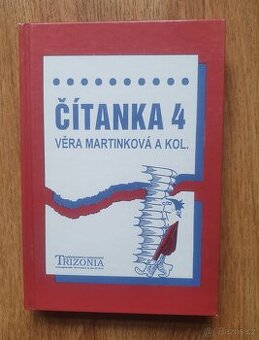 ČÍTANKA 4
VĚRA MARTINKOVÁ A KOL.
TRIZONIA